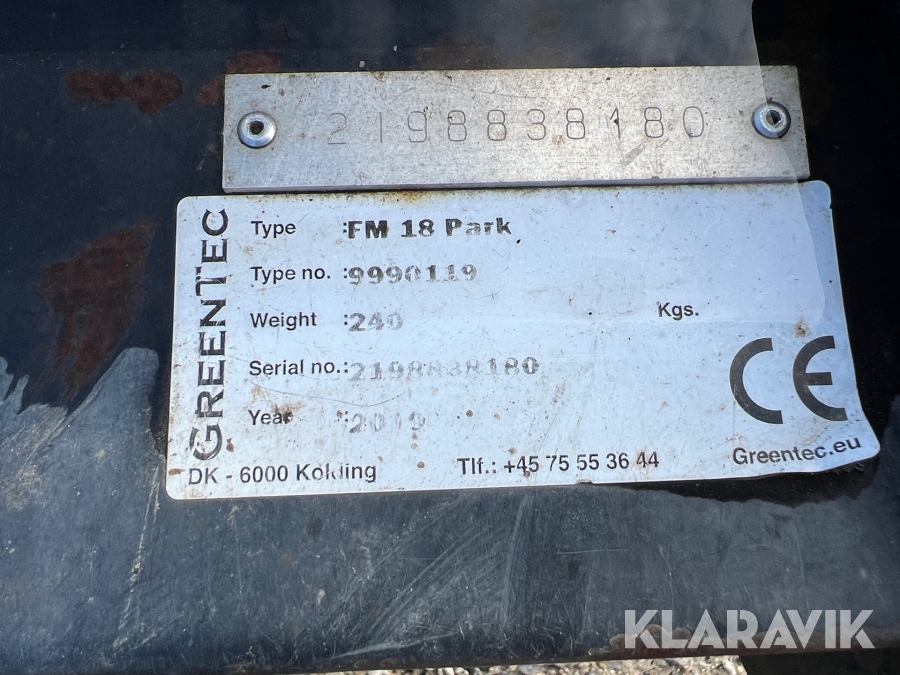 2198838180
GREENTEC
Type :FM 18 Park
Type no. :9990119
Weight :240 Kgs.
Serial no.:2198838180
Year :2019
CE
DK - 6000 Kolding Tlf.: +45 75 55 36 44 Greentec.eu
KLARAVIK